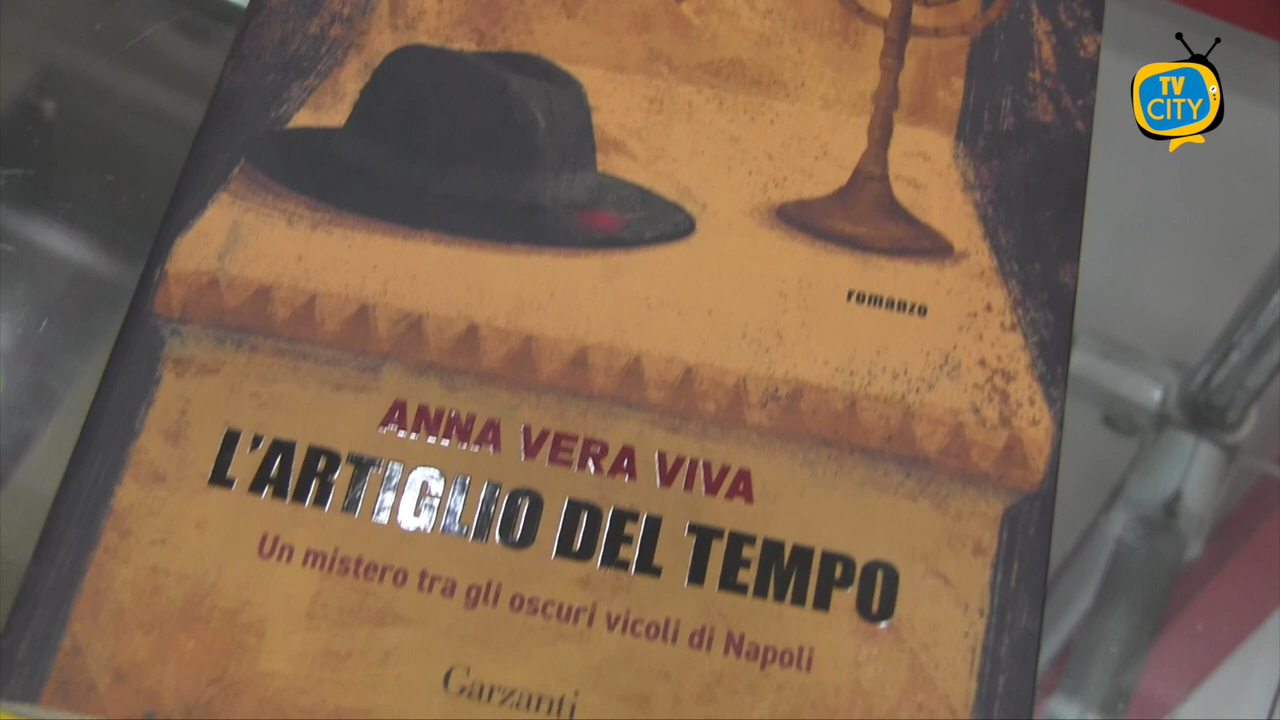 TV
CITY
romanzo
ANNA VERA VIVA
L'ARTIGLIO DEL TEMPO
Un mistero tra gli oscuri vicoli di Napoli
Garzanti